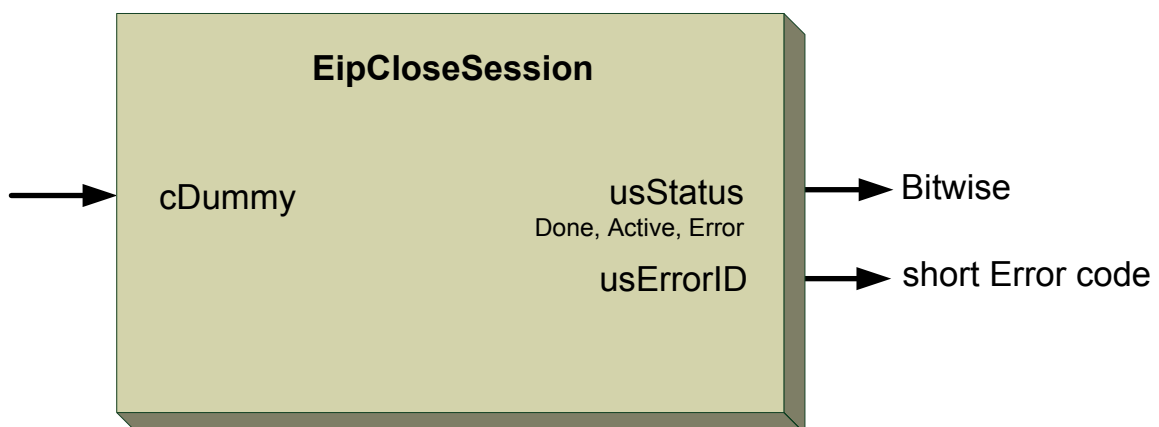 EipCloseSession
cDummy
usStatus
Bitwise
Done, Active, Error
usErrorID
short Error code